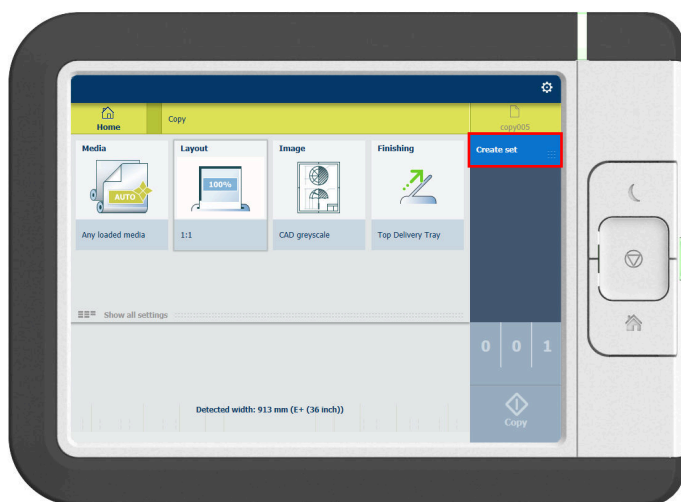 Home
Copy
copy005
Media
Layout
Image
Finishing
Create set
AUTO
100%
Any loaded media
1:1
CAD greyscale
Top Delivery Tray
Show all settings
0 0 1
Detected width: 913 mm (E+ (36 inch))
Copy